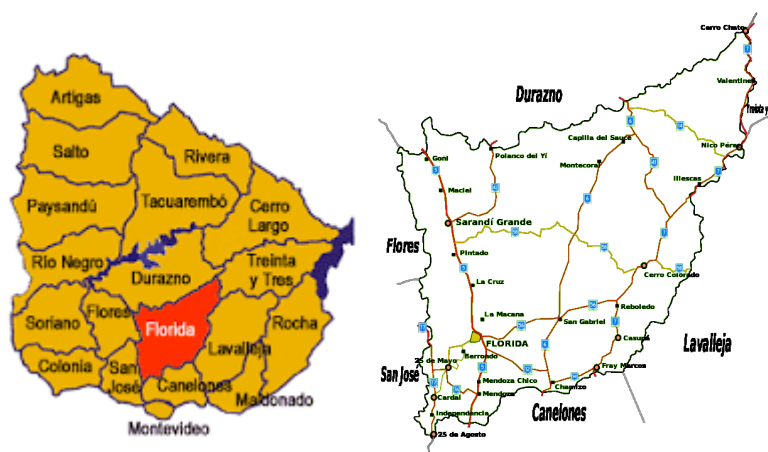 Artigas
Salto
Rivera
Paysandú
Tacuarembó
Cerro
Largo
Río Negro
Durazno
Treinta
y Tres
Flores
Soriano
Florida
Rocha
Lavalleja
Colonia
San
José
Canelones
Maldonado
Montevideo
Cerro Chato
Valentines
Durazno
Treinta y
Capilla del Sauce
Nico Pérez
Goñi
Polanco del Yí
Montecoral
Illescas
Maciel
Sarandí Grande
Flores
Pintado
Cerro Colorado
La Cruz
Reboledo
La Macana
San Gabriel
FLORIDA
Casupá
Lavalleja
25 de Mayo
Berrondo
San José
Fray Marcos
Mendoza Chico
Chamizo
Cardal
Mendoza
Canelones
Independencia
25 de Agosto